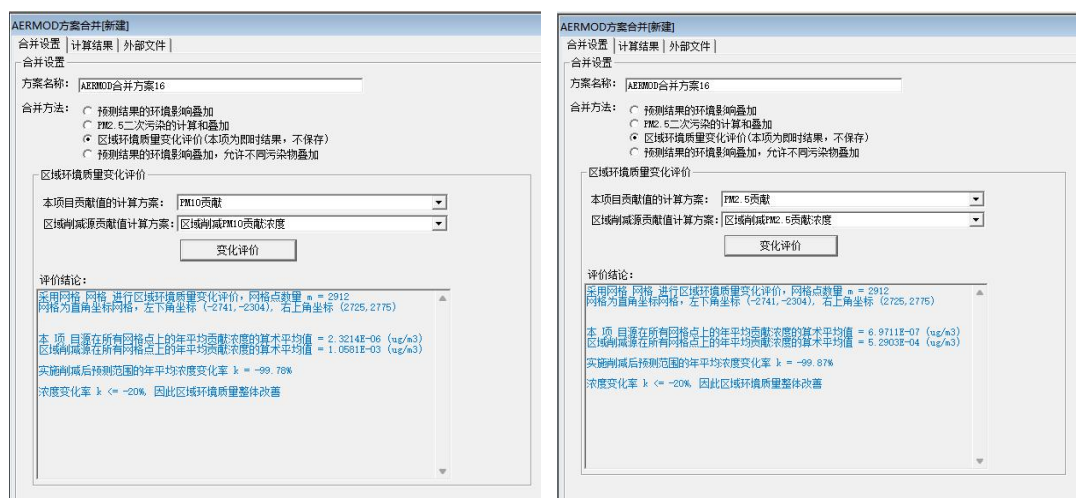 AERMOD方案合并[新建]
合并设置 计算结果 外部文件
合并设置
方案名称: AERMOD合并方案16
合并方法: 预测结果的环境影响叠加
PM2.5二次污染的计算和叠加
区域环境质量变化评价(本项为即时结果，不保存)
预测结果的环境影响叠加，允许不同污染物叠加
区域环境质量变化评价
本项目贡献值的计算方案: PM10贡献
区域削减源贡献值计算方案: 区域削减PM10贡献浓度
变化评价
评价结论:
采用网格 网格 进行区域环境质量变化评价，网格点数量 m = 2912
网格为直角坐标网格，左下角坐标 (-2741,-2304), 右上角坐标 (2725,2775)
本 项 目源在所有网格点上的年平均贡献浓度的算术平均值 = 2.3214E-06 (ug/m3)
区域削减源在所有网格点上的年平均贡献浓度的算术平均值 = 1.0581E-03 (ug/m3)
实施削减后预测范围的年平均浓度变化率 k = -99.78%
浓度变化率 k <= -20%, 因此区域环境质量整体改善
AERMOD方案合并[新建]
合并设置 计算结果 外部文件
合并设置
方案名称: AERMOD合并方案16
合并方法: 预测结果的环境影响叠加
PM2.5二次污染的计算和叠加
区域环境质量变化评价(本项为即时结果，不保存)
预测结果的环境影响叠加，允许不同污染物叠加
区域环境质量变化评价
本项目贡献值的计算方案: PM2.5贡献
区域削减源贡献值计算方案: 区域削减PM2.5贡献浓度
变化评价
评价结论:
采用网格 网格 进行区域环境质量变化评价，网格点数量 m = 2912
网格为直角坐标网格，左下角坐标 (-2741,-2304), 右上角坐标 (2725,2775)
本 项 目源在所有网格点上的年平均贡献浓度的算术平均值 = 6.9711E-07 (ug/m3)
区域削减源在所有网格点上的年平均贡献浓度的算术平均值 = 5.2903E-04 (ug/m3)
实施削减后预测范围的年平均浓度变化率 k = -99.87%
浓度变化率 k <= -20%, 因此区域环境质量整体改善